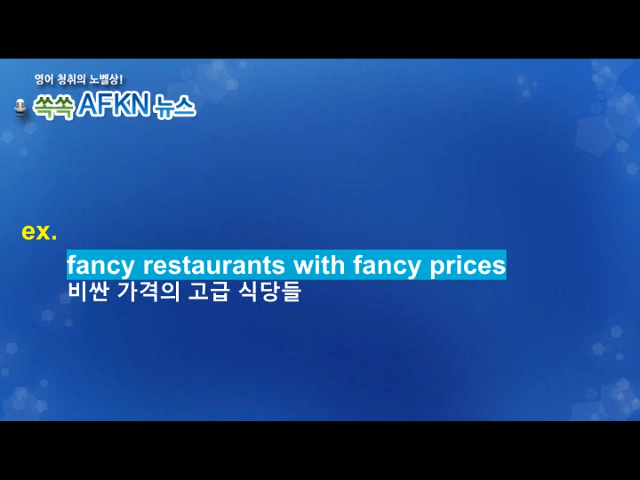 영어 청취의 노벨상!
쏙쏙 AFKN 뉴스
ex.
fancy restaurants with fancy prices
비싼 가격의 고급 식당들